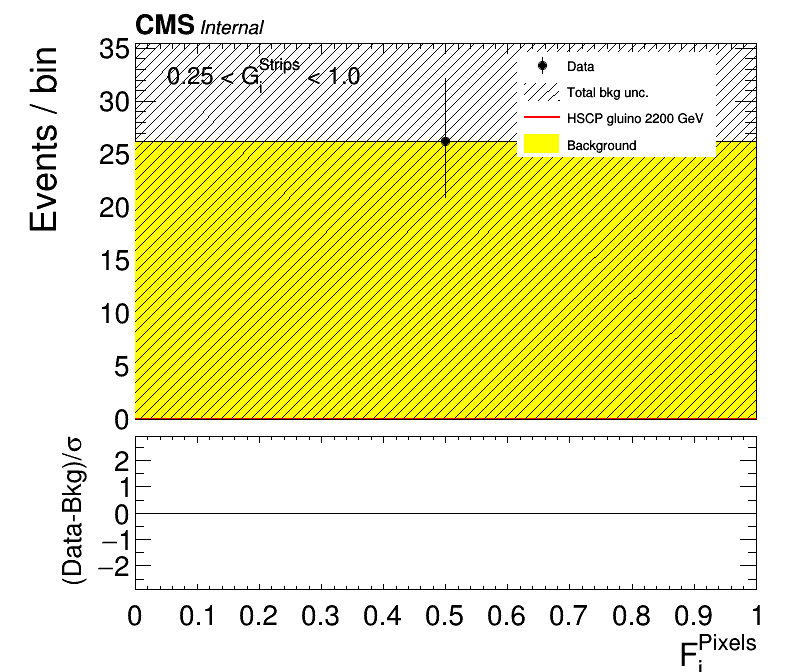 CMS Internal
Events / bin
35
30
25
20
15
10
5
0
0.25 < G_i^Strips < 1.0
Data
Total bkg unc.
HSCP gluino 2200 GeV
Background
(Data-Bkg)/σ
2
1
0
−1
−2
0 0.1 0.2 0.3 0.4 0.5 0.6 0.7 0.8 0.9 1
F_i^Pixels